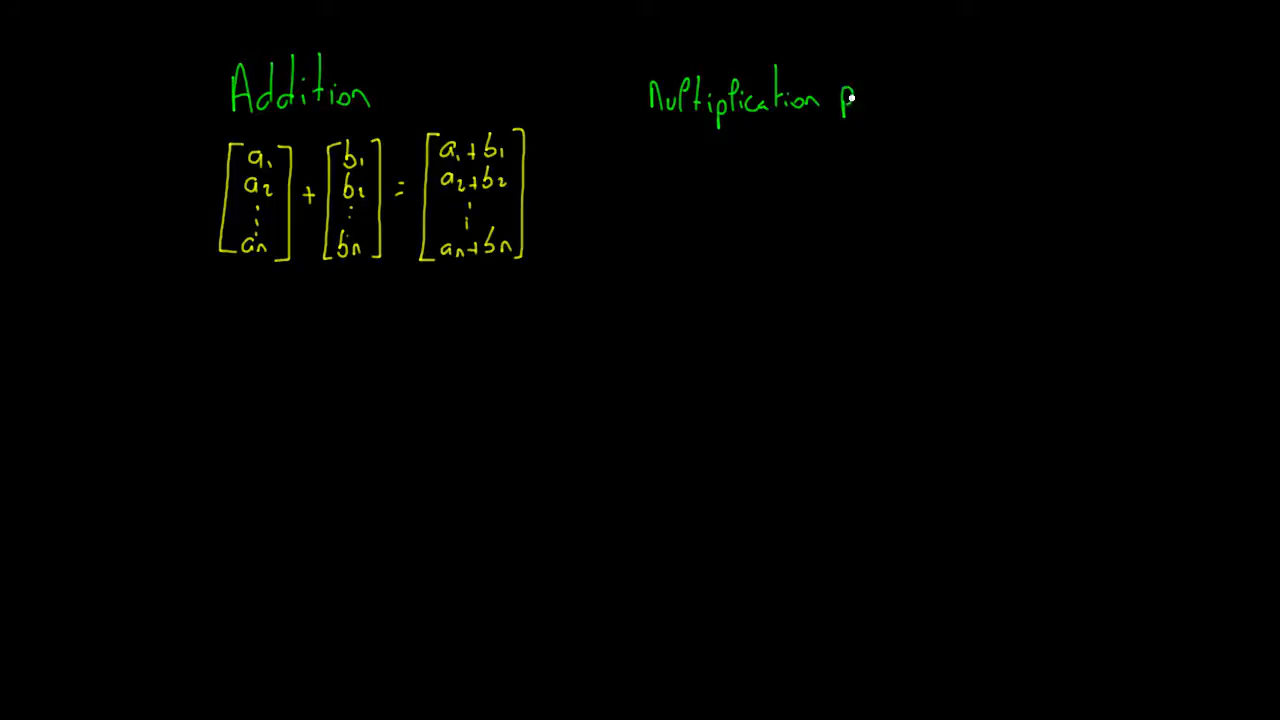 Addition
Multiplication p
[a1 a2 ⋮ an] + [b1 b2 ⋮ bn] = [a1+b1 a2+b2 ⋮ an+bn]